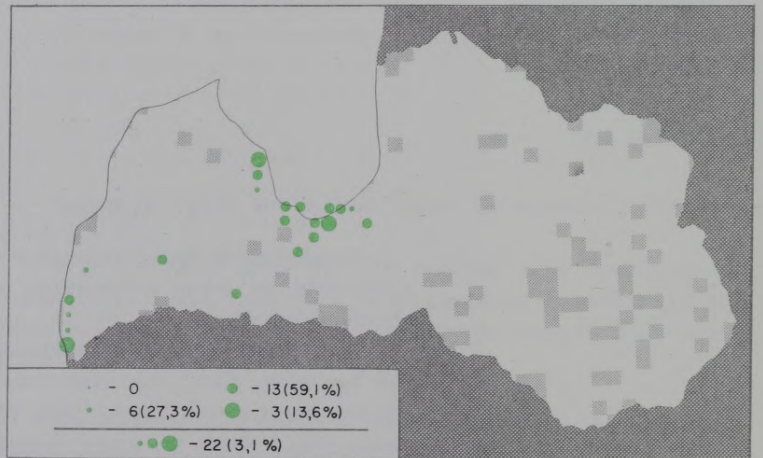 - 0 - 13(59,1%)
- 6(27,3%) - 3(13,6%)
- 22(3,1%)